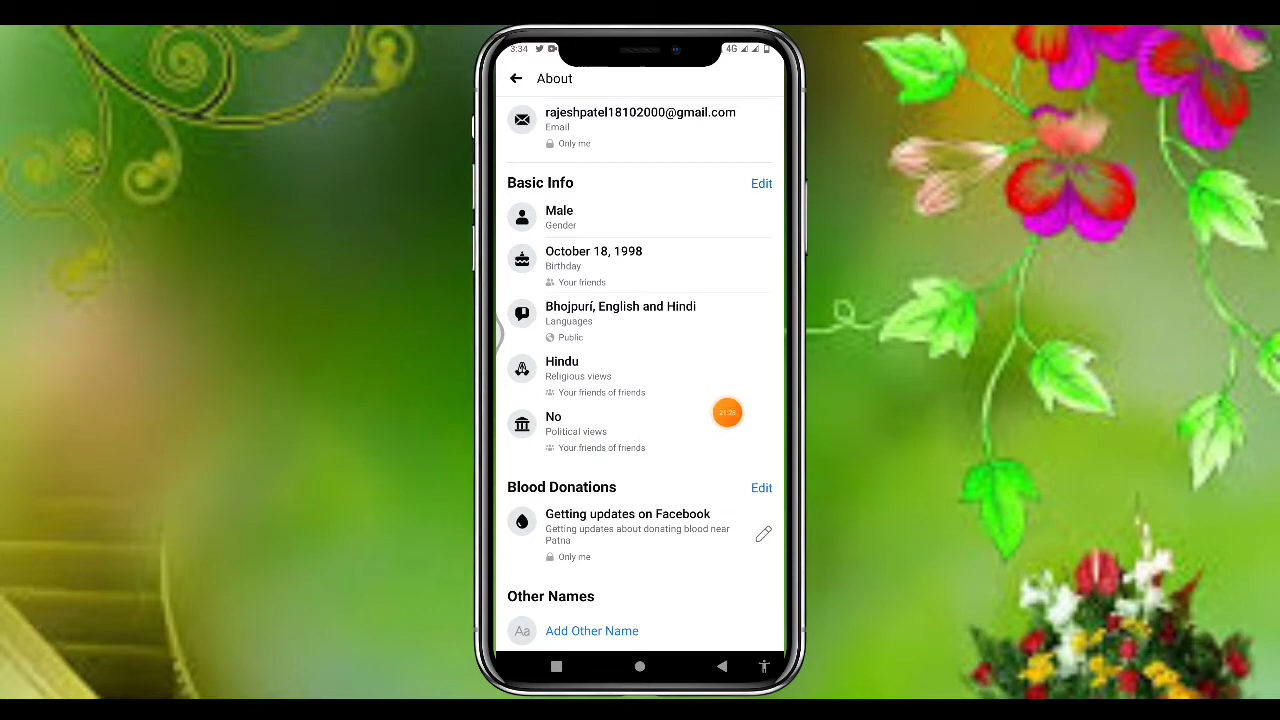 3:34
4G
About
rajeshpatel18102000@gmail.com
Email
Only me
Basic Info
Edit
Male
Gender
October 18, 1998
Birthday
Your friends
Bhojpurí, English and Hindi
Languages
Public
Hindu
Religious views
Your friends of friends
No
Political views
Your friends of friends
Blood Donations
Edit
Getting updates on Facebook
Getting updates about donating blood near
Patna
Only me
Other Names
Aa
Add Other Name